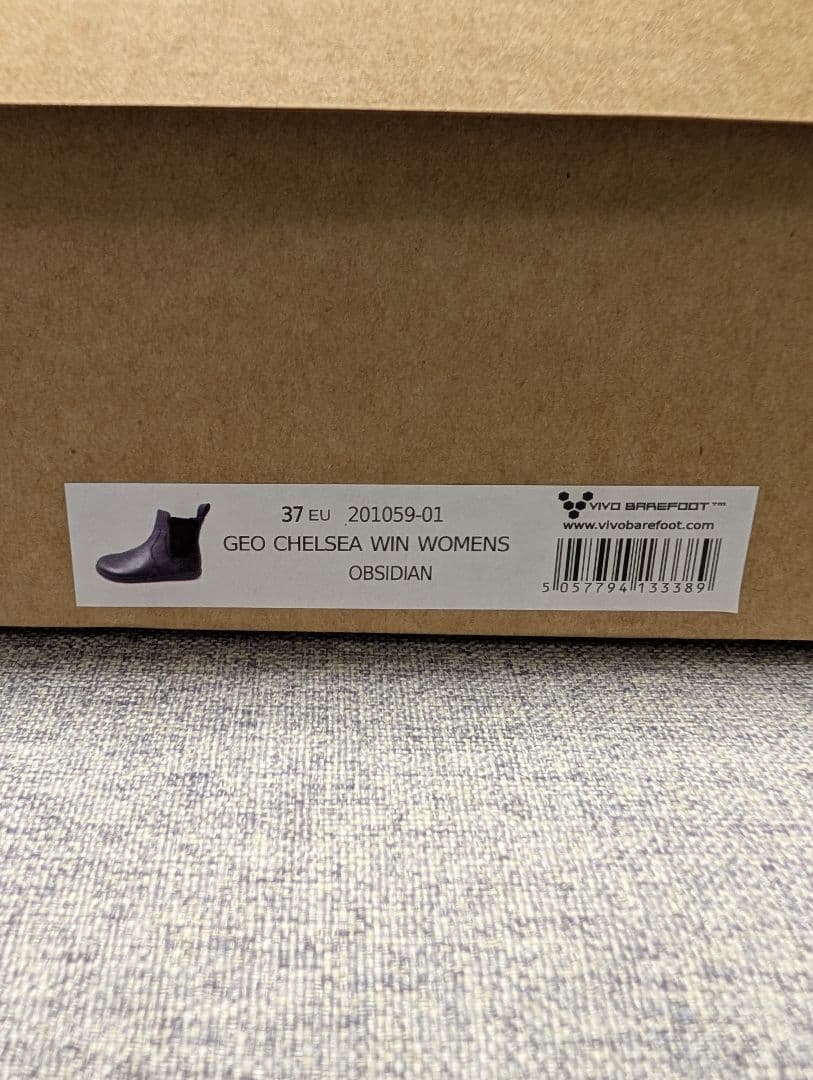 37 EU 201059-01
GEO CHELSEA WIN WOMENS
OBSIDIAN
VIVO BAREFOOT™
www.vivobarefoot.com
5 057794 133389